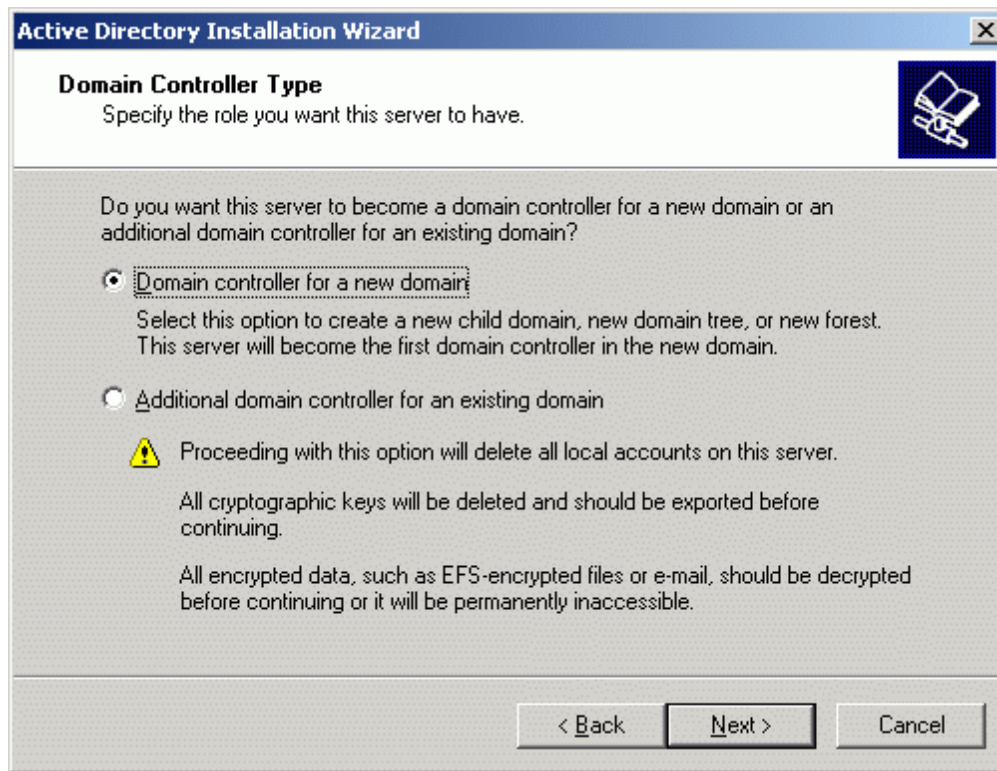 Active Directory Installation Wizard
Domain Controller Type
Specify the role you want this server to have.
Do you want this server to become a domain controller for a new domain or an
additional domain controller for an existing domain?
Domain controller for a new domain
Select this option to create a new child domain, new domain tree, or new forest.
This server will become the first domain controller in the new domain.
Additional domain controller for an existing domain
Proceeding with this option will delete all local accounts on this server.
All cryptographic keys will be deleted and should be exported before
continuing.
All encrypted data, such as EFS-encrypted files or e-mail, should be decrypted
before continuing or it will be permanently inaccessible.
< Back Next > Cancel